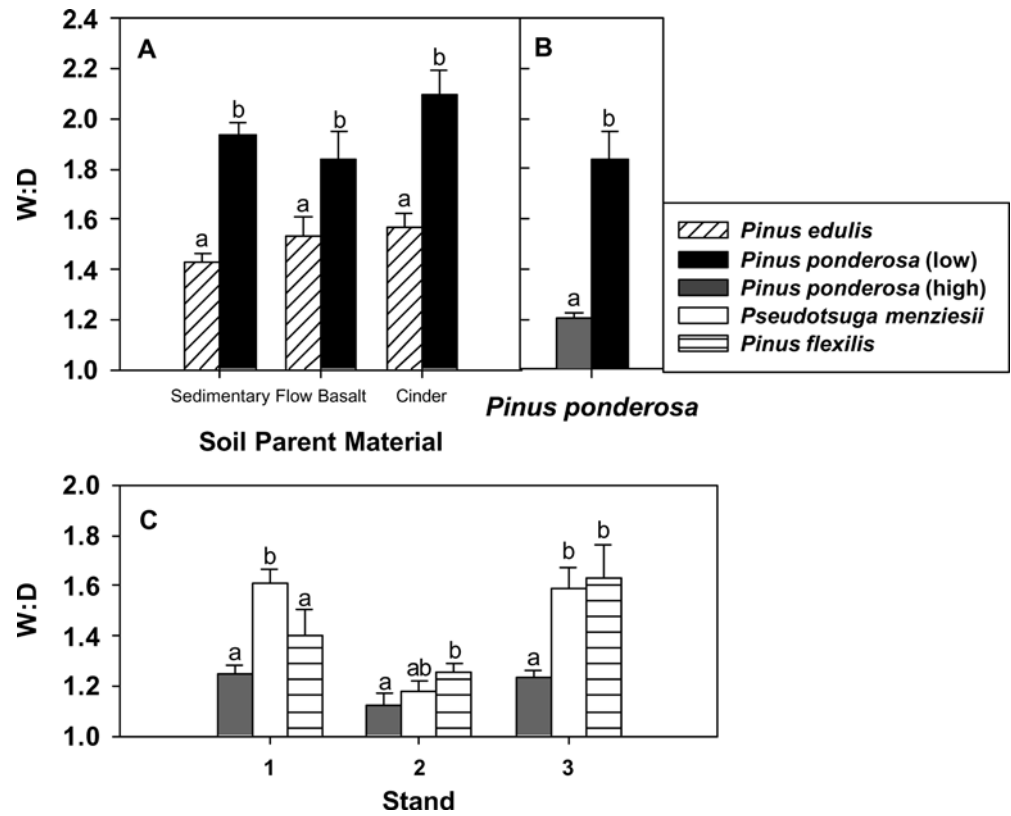 2.4
A
B
2.2
b
b
b
b
2.0
1.8
W:D
a
a
1.6
a
1.4
a
1.2
1.0
Pinus edulis
Pinus ponderosa (low)
Pinus ponderosa (high)
Pseudotsuga menziesii
Pinus flexilis
Sedimentary Flow Basalt Cinder
Pinus ponderosa
Soil Parent Material
2.0
C
1.8
b
b
b
1.6
W:D
a
1.4
a
a
ab
b
a
1.2
1.0
1 2 3
Stand